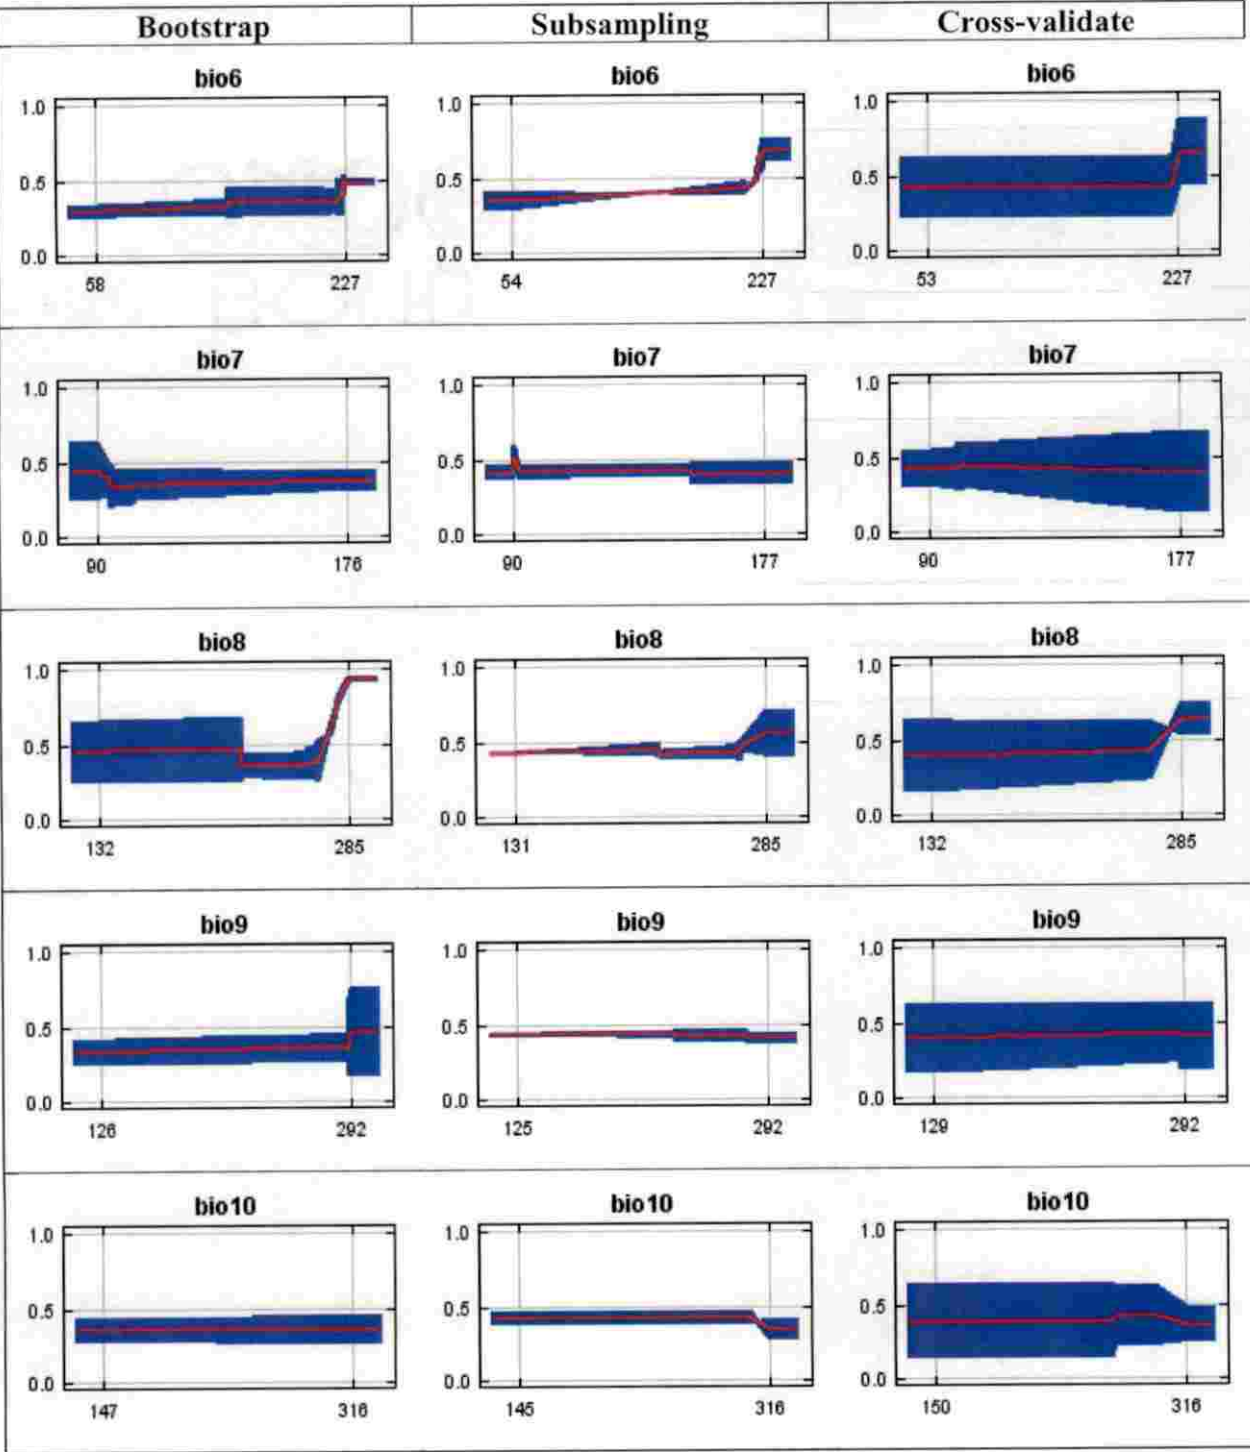 Bootstrap Subsampling Cross-validate
bio6 bio6 bio6
1.0 1.0 1.0
0.5 0.5 0.5
0.0 0.0 0.0
58 227 54 227 53 227
bio7 bio7 bio7
1.0 1.0 1.0
0.5 0.5 0.5
0.0 0.0 0.0
90 176 90 177 90 177
bio8 bio8 bio8
1.0 1.0 1.0
0.5 0.5 0.5
0.0 0.0 0.0
132 285 131 285 132 285
bio9 bio9 bio9
1.0 1.0 1.0
0.5 0.5 0.5
0.0 0.0 0.0
126 292 125 292 129 292
bio10 bio10 bio10
1.0 1.0 1.0
0.5 0.5 0.5
0.0 0.0 0.0
147 316 145 316 150 316